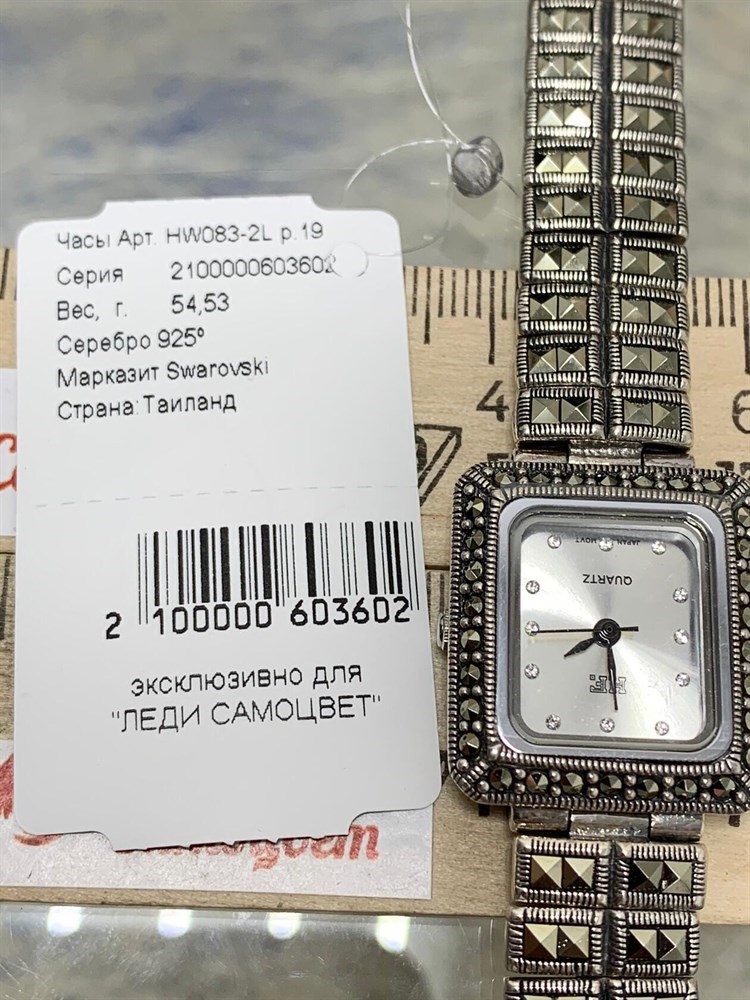 Часы Арт. HW083-2L р.19
Серия 2100000603602
Вес, г. 54,53
Серебро 925°
Марказит Swarovski
Страна:Таиланд
2 100000 603602
эксклюзивно для
"ЛЕДИ САМОЦВЕТ"
4
6
JAPAN MOVT
QUARTZ
H.F.